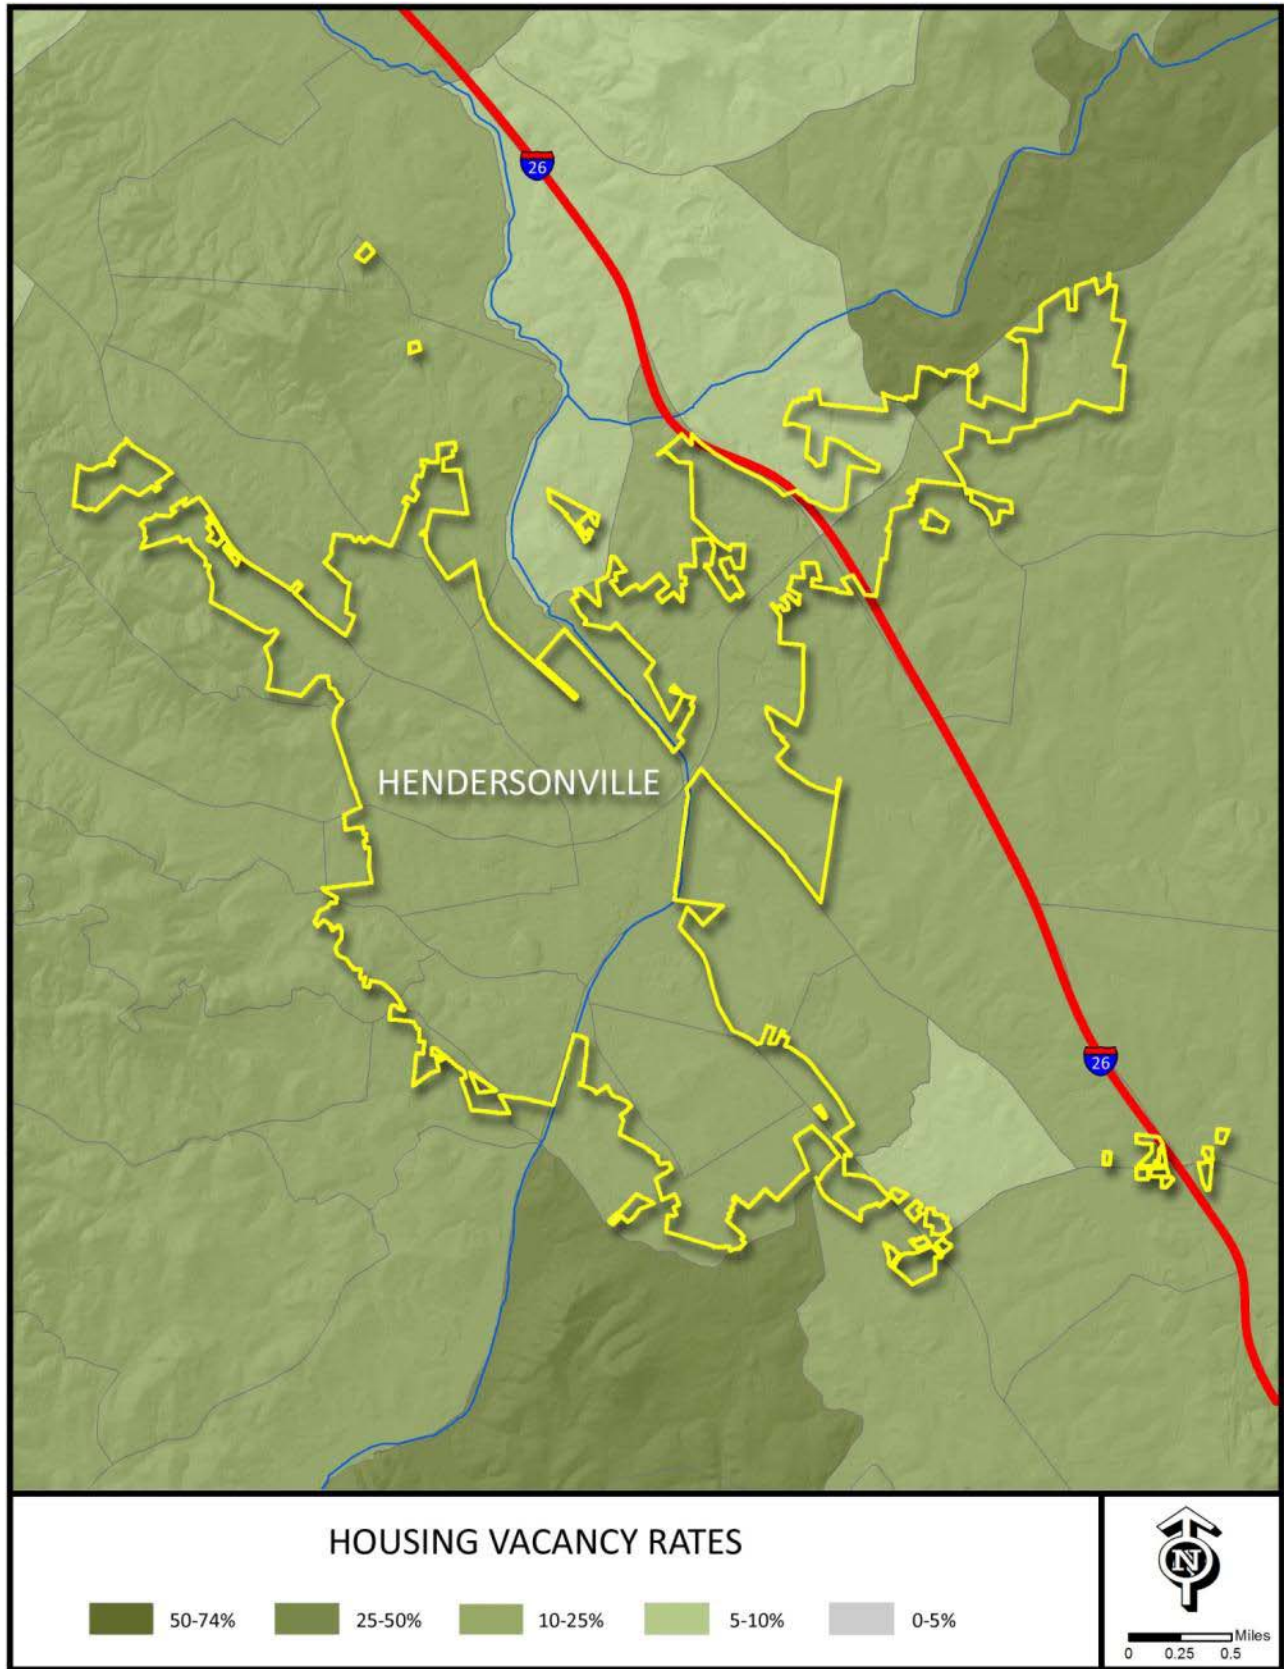 26
HENDERSONVILLE
26
HOUSING VACANCY RATES
50-74%
25-50%
10-25%
5-10%
0-5%
N
Miles
0 0.25 0.5